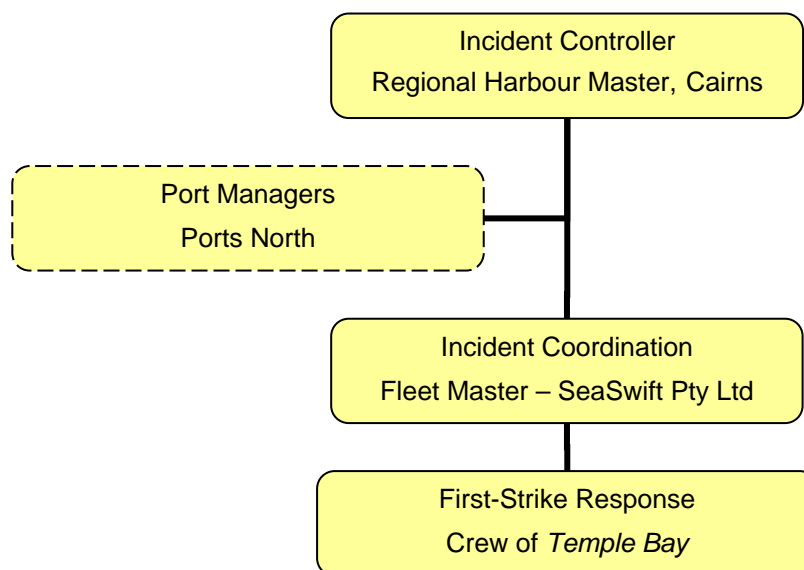 Incident Controller
Regional Harbour Master, Cairns
Port Managers
Ports North
Incident Coordination
Fleet Master – SeaSwift Pty Ltd
First-Strike Response
Crew of Temple Bay